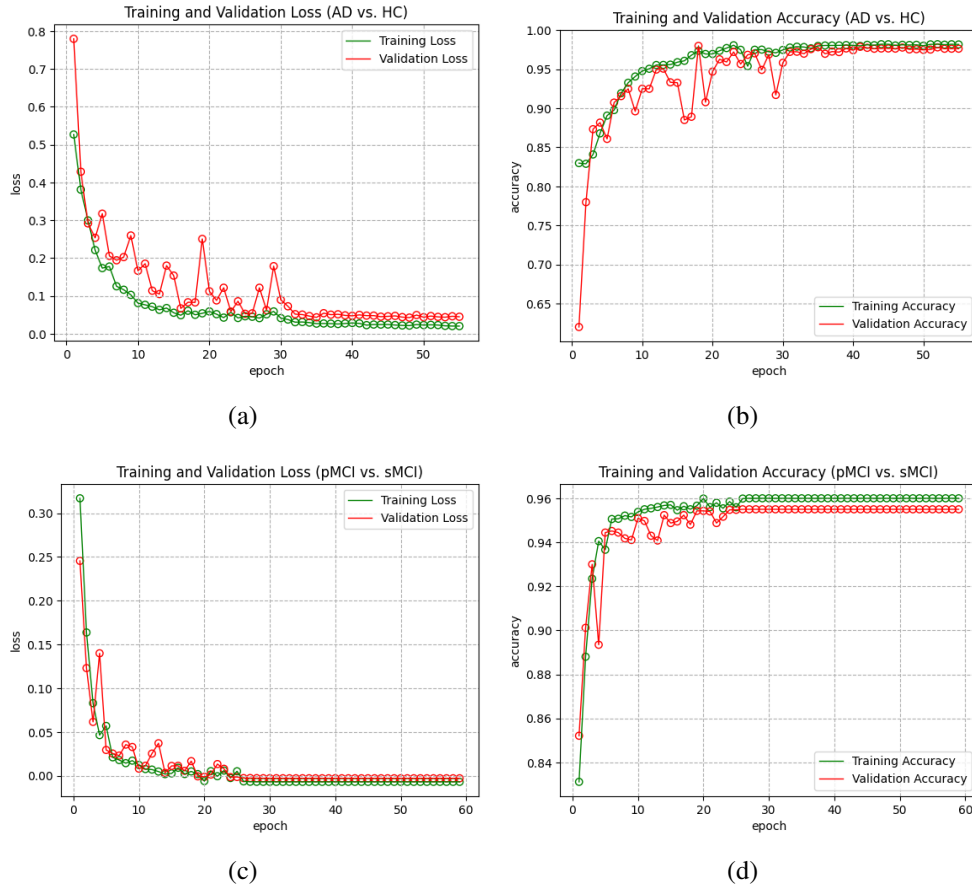 Training and Validation Loss (AD vs. HC)
0.8
0.7
0.6
0.5
0.4
0.3
0.2
0.1
0.0
loss
Training Loss
Validation Loss
0
10
20
30
40
50
epoch
(a)
Training and Validation Accuracy (AD vs. HC)
1.00
0.95
0.90
0.85
0.80
0.75
0.70
0.65
accuracy
Training Accuracy
Validation Accuracy
0
10
20
30
40
50
epoch
(b)
Training and Validation Loss (pMCI vs. sMCI)
0.30
0.25
0.20
0.15
0.10
0.05
0.00
loss
Training Loss
Validation Loss
0
10
20
30
40
50
60
epoch
(c)
Training and Validation Accuracy (pMCI vs. sMCI)
0.96
0.94
0.92
0.90
0.88
0.86
0.84
accuracy
Training Accuracy
Validation Accuracy
0
10
20
30
40
50
60
epoch
(d)